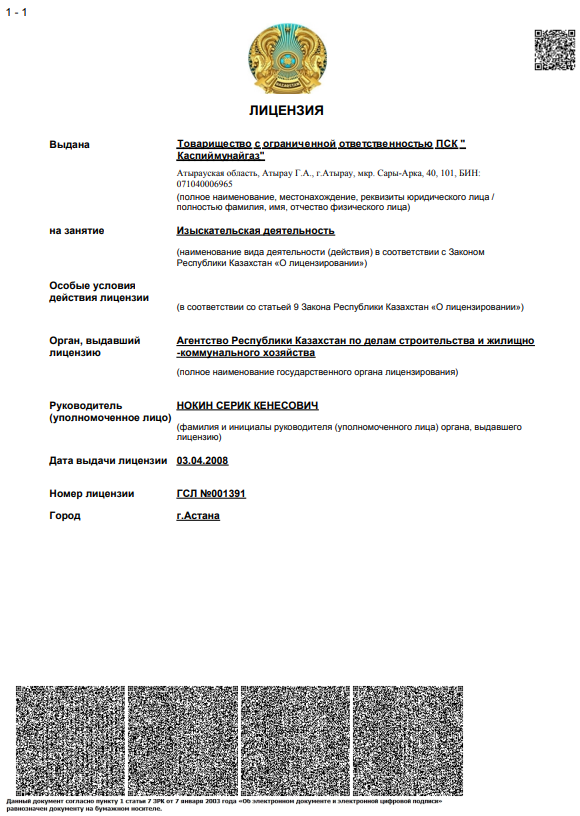 1 - 1
ЛИЦЕНЗИЯ
Выдана
Товарищество с ограниченной ответственностью ПСК "
Каспиймунайгаз"
Атырауская область, Атырау Г.А., г.Атырау, мкр. Сары-Арка, 40, 101, БИН:
071040006965
(полное наименование, местонахождение, реквизиты юридического лица /
полностью фамилия, имя, отчество физического лица)
на занятие
Изыскательская деятельность
(наименование вида деятельности (действия) в соответствии с Законом
Республики Казахстан «О лицензировании»)
Особые условия
действия лицензии
(в соответствии со статьей 9 Закона Республики Казахстан «О лицензировании»)
Орган, выдавший
лицензию
Агентство Республики Казахстан по делам строительства и жилищно
-коммунального хозяйства
(полное наименование государственного органа лицензирования)
Руководитель
(уполномоченное лицо)
НОКИН СЕРИК КЕНЕСОВИЧ
(фамилия и инициалы руководителя (уполномоченного лица) органа, выдавшего
лицензию)
Дата выдачи лицензии 03.04.2008
Номер лицензии ГСЛ №001391
Город г.Астана
Данный документ согласно пункту 1 статьи 7 ЗРК от 7 января 2003 года «Об электронном документе и электронной цифровой подписи»
равнозначен документу на бумажном носителе.